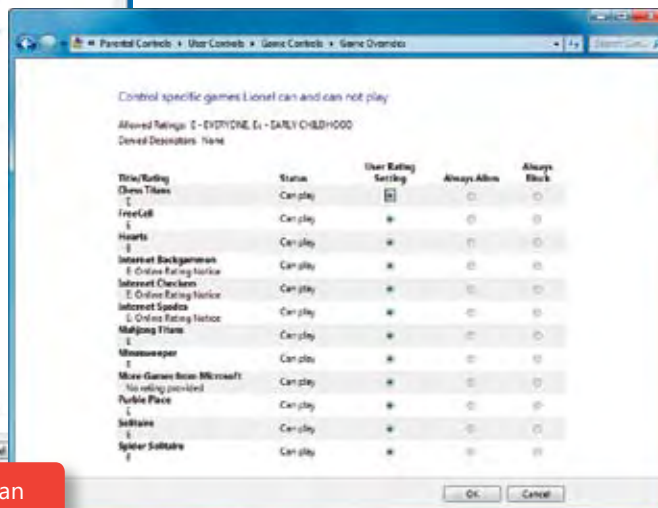 Parental Controls User Controls Game Controls Game Overrides
Control specific games Lionel can and can not play
Allowed Ratings: E - EVERYONE, Ec - EARLY CHILDHOOD
Denied Descriptors: None
Title/Rating Status User Rating Setting Always Allow Always Block
Chess Titans Can play
E
FreeCell Can play
E
Hearts Can play
E
Internet Backgammon Can play
E Online Rating Notice
Internet Checkers Can play
E Online Rating Notice
Internet Spades Can play
E Online Rating Notice
Mahjong Titans Can play
E
Minesweeper Can play
E
More Games from Microsoft Can play
No rating provided
Purble Place Can play
E
Solitaire Can play
E
Spider Solitaire Can play
E
OK Cancel
an